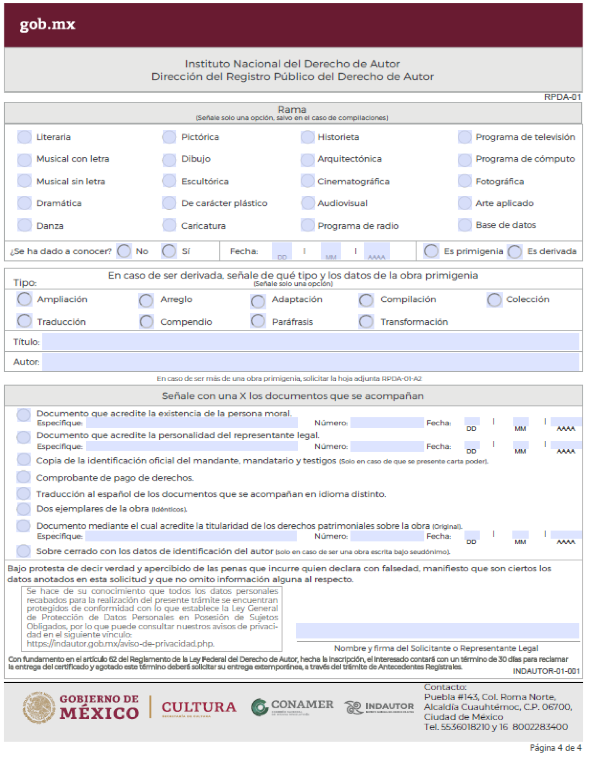 gob.mx
Instituto Nacional del Derecho de Autor
Dirección del Registro Público del Derecho de Autor
RPDA-01
Rama
(Señale solo una opción, salvo en el caso de compilaciones)
Literaria Pictórica Historieta Programa de televisión
Musical con letra Dibujo Arquitectónica Programa de cómputo
Musical sin letra Escultórica Cinematográfica Fotográfica
Dramática De carácter plástico Audiovisual Arte aplicado
Danza Caricatura Programa de radio Base de datos
¿Se ha dado a conocer? No Sí Fecha: DD | MM | AAAA Es primigenia Es derivada
En caso de ser derivada, señale de qué tipo y los datos de la obra primigenia
Tipo: (Señale solo una opción)
Ampliación Arreglo Adaptación Compilación Colección
Traducción Compendio Paráfrasis Transformación
Título:
Autor:
En caso de ser más de una obra primigenia, solicitar la hoja adjunta RPDA-01-A2
Señale con una X los documentos que se acompañan
Documento que acredite la existencia de la persona moral.
Especifique: Número: Fecha: DD | MM | AAAA
Documento que acredite la personalidad del representante legal.
Especifique: Número: Fecha: DD | MM | AAAA
Copia de la identificación oficial del mandante, mandatario y testigos (Solo en caso de que se presente carta poder).
Comprobante de pago de derechos.
Traducción al español de los documentos que se acompañan en idioma distinto.
Dos ejemplares de la obra (Idénticos).
Documento mediante el cual acredite la titularidad de los derechos patrimoniales sobre la obra (Original).
Especifique: Número: Fecha: DD | MM | AAAA
Sobre cerrado con los datos de identificación del autor (solo en caso de ser una obra escrita bajo seudónimo).
Bajo protesta de decir verdad y apercibido de las penas que incurre quien declara con falsedad, manifiesto que son ciertos los
datos anotados en esta solicitud y que no omito información alguna al respecto.
Se hace de su conocimiento que todos los datos personales
recabados para la realización del presente trámite se encuentran
protegidos de conformidad con lo que establece la Ley General
de Protección de Datos Personales en Posesión de Sujetos
Obligados, por lo que puede consultar nuestros avisos de privaci-
dad en el siguiente vínculo:
https://indautor.gob.mx/aviso-de-privacidad.php.
Nombre y firma del Solicitante o Representante Legal
Con fundamento en el artículo 62 del Reglamento de la Ley Federal del Derecho de Autor, hecha la inscripción, el interesado contará con un término de 30 días para reclamar
la entrega del certificado y agotado este término deberá solicitar su entrega extemporánea, a través del trámite de Antecedentes Registrales.
INDAUTOR-01-001
GOBIERNO DE
MÉXICO
CULTURA
SECRETARÍA DE CULTURA
CONAMER
INDAUTOR
Contacto:
Puebla #143, Col. Roma Norte,
Alcaldía Cuauhtémoc, C.P. 06700,
Ciudad de México
Tel. 5536018210 y 16 8002283400
Página 4 de 4